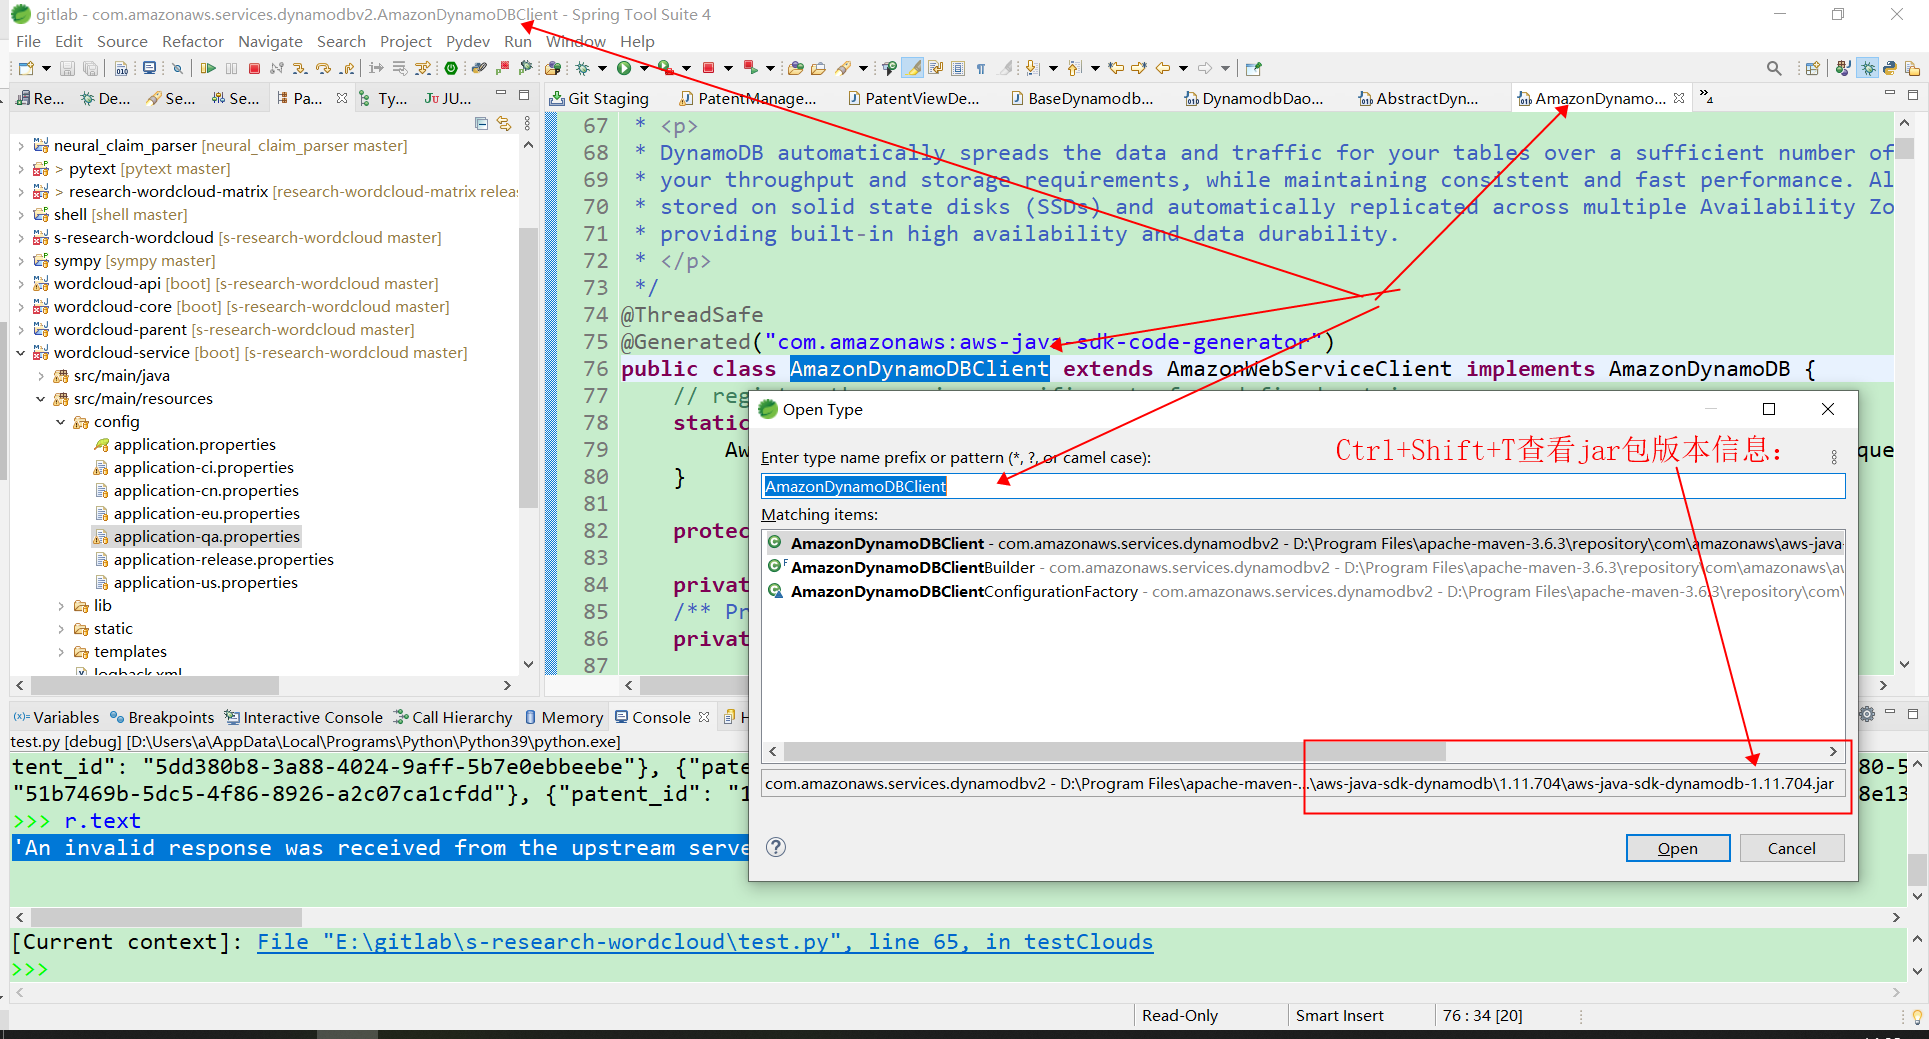 gitlab - com.amazonaws.services.dynamodbv2.AmazonDynamoDBClient - Spring Tool Suite 4
File Edit Source Refactor Navigate Search Project Pydev Run Window Help
Re... De... Se... Se... Pa... Ty... JU...
neural_claim_parser [neural_claim_parser master]
> pytext [pytext master]
> research-wordcloud-matrix [research-wordcloud-matrix releas
shell [shell master]
s-research-wordcloud [s-research-wordcloud master]
sympy [sympy master]
wordcloud-api [boot] [s-research-wordcloud master]
wordcloud-core [boot] [s-research-wordcloud master]
wordcloud-parent [s-research-wordcloud master]
wordcloud-service [boot] [s-research-wordcloud master]
src/main/java
src/main/resources
config
application.properties
application-ci.properties
application-cn.properties
application-eu.properties
application-qa.properties
application-release.properties
application-us.properties
lib
static
templates
logback.xml
Git Staging PatentManage... PatentViewDe... BaseDynamodb... DynamodbDao... AbstractDyn... AmazonDynamo... »4
67 * <p>
68 * DynamoDB automatically spreads the data and traffic for your tables over a sufficient number of
69 * your throughput and storage requirements, while maintaining consistent and fast performance. Al
70 * stored on solid state disks (SSDs) and automatically replicated across multiple Availability Zo
71 * providing built-in high availability and data durability.
72 * </p>
73 */
74 @ThreadSafe
75 @Generated("com.amazonaws:aws-java-sdk-code-generator")
76 public class AmazonDynamoDBClient extends AmazonWebServiceClient implements AmazonDynamoDB {
77 // reg
78 static
79 Aw que
80 }
81
82 protec
83
84 privat
85 /** Pr
86 privat
87
Open Type
Ctrl+Shift+T查看jar包版本信息:
Enter type name prefix or pattern (*, ?, or camel case):
AmazonDynamoDBClient
Matching items:
AmazonDynamoDBClient - com.amazonaws.services.dynamodbv2 - D:\Program Files\apache-maven-3.6.3\repository\com\amazonaws\aws-java-
AmazonDynamoDBClientBuilder - com.amazonaws.services.dynamodbv2 - D:\Program Files\apache-maven-3.6.3\repository\com\amazonaws\a
AmazonDynamoDBClientConfigurationFactory - com.amazonaws.services.dynamodbv2 - D:\Program Files\apache-maven-3.6.3\repository\com\
com.amazonaws.services.dynamodbv2 - D:\Program Files\apache-maven-...\aws-java-sdk-dynamodb\1.11.704\aws-java-sdk-dynamodb-1.11.704.jar
Open Cancel
(x)= Variables Breakpoints Interactive Console Call Hierarchy Memory Console H
test.py [debug] [D:\Users\a\AppData\Local\Programs\Python\Python39\python.exe]
tent_id": "5dd380b8-3a88-4024-9aff-5b7e0ebbeebe"}, {"pate 80-5
"51b7469b-5dc5-4f86-8926-a2c07ca1cfdd"}, {"patent_id": "1 8e13
>>> r.text
'An invalid response was received from the upstream serve
[Current context]: File "E:\gitlab\s-research-wordcloud\test.py", line 65, in testClouds
>>>
Read-Only Smart Insert 76 : 34 [20]